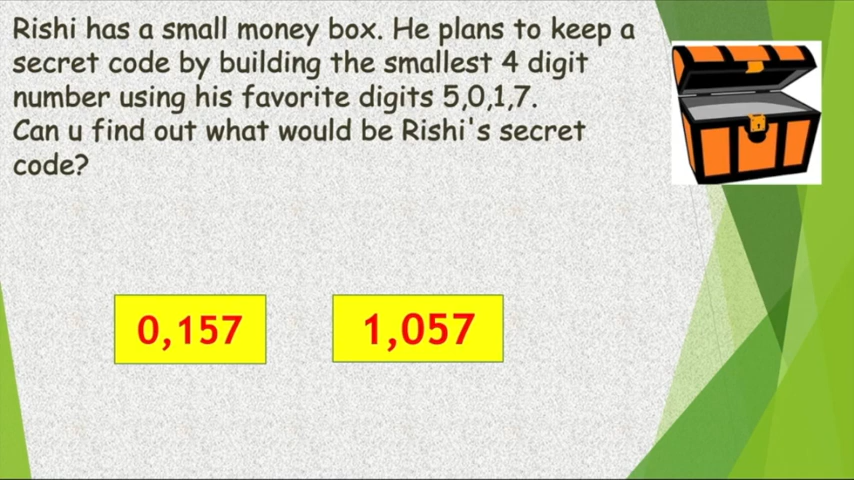 Rishi has a small money box. He plans to keep a
secret code by building the smallest 4 digit
number using his favorite digits 5,0,1,7.
Can u find out what would be Rishi's secret
code?
0,157
1,057